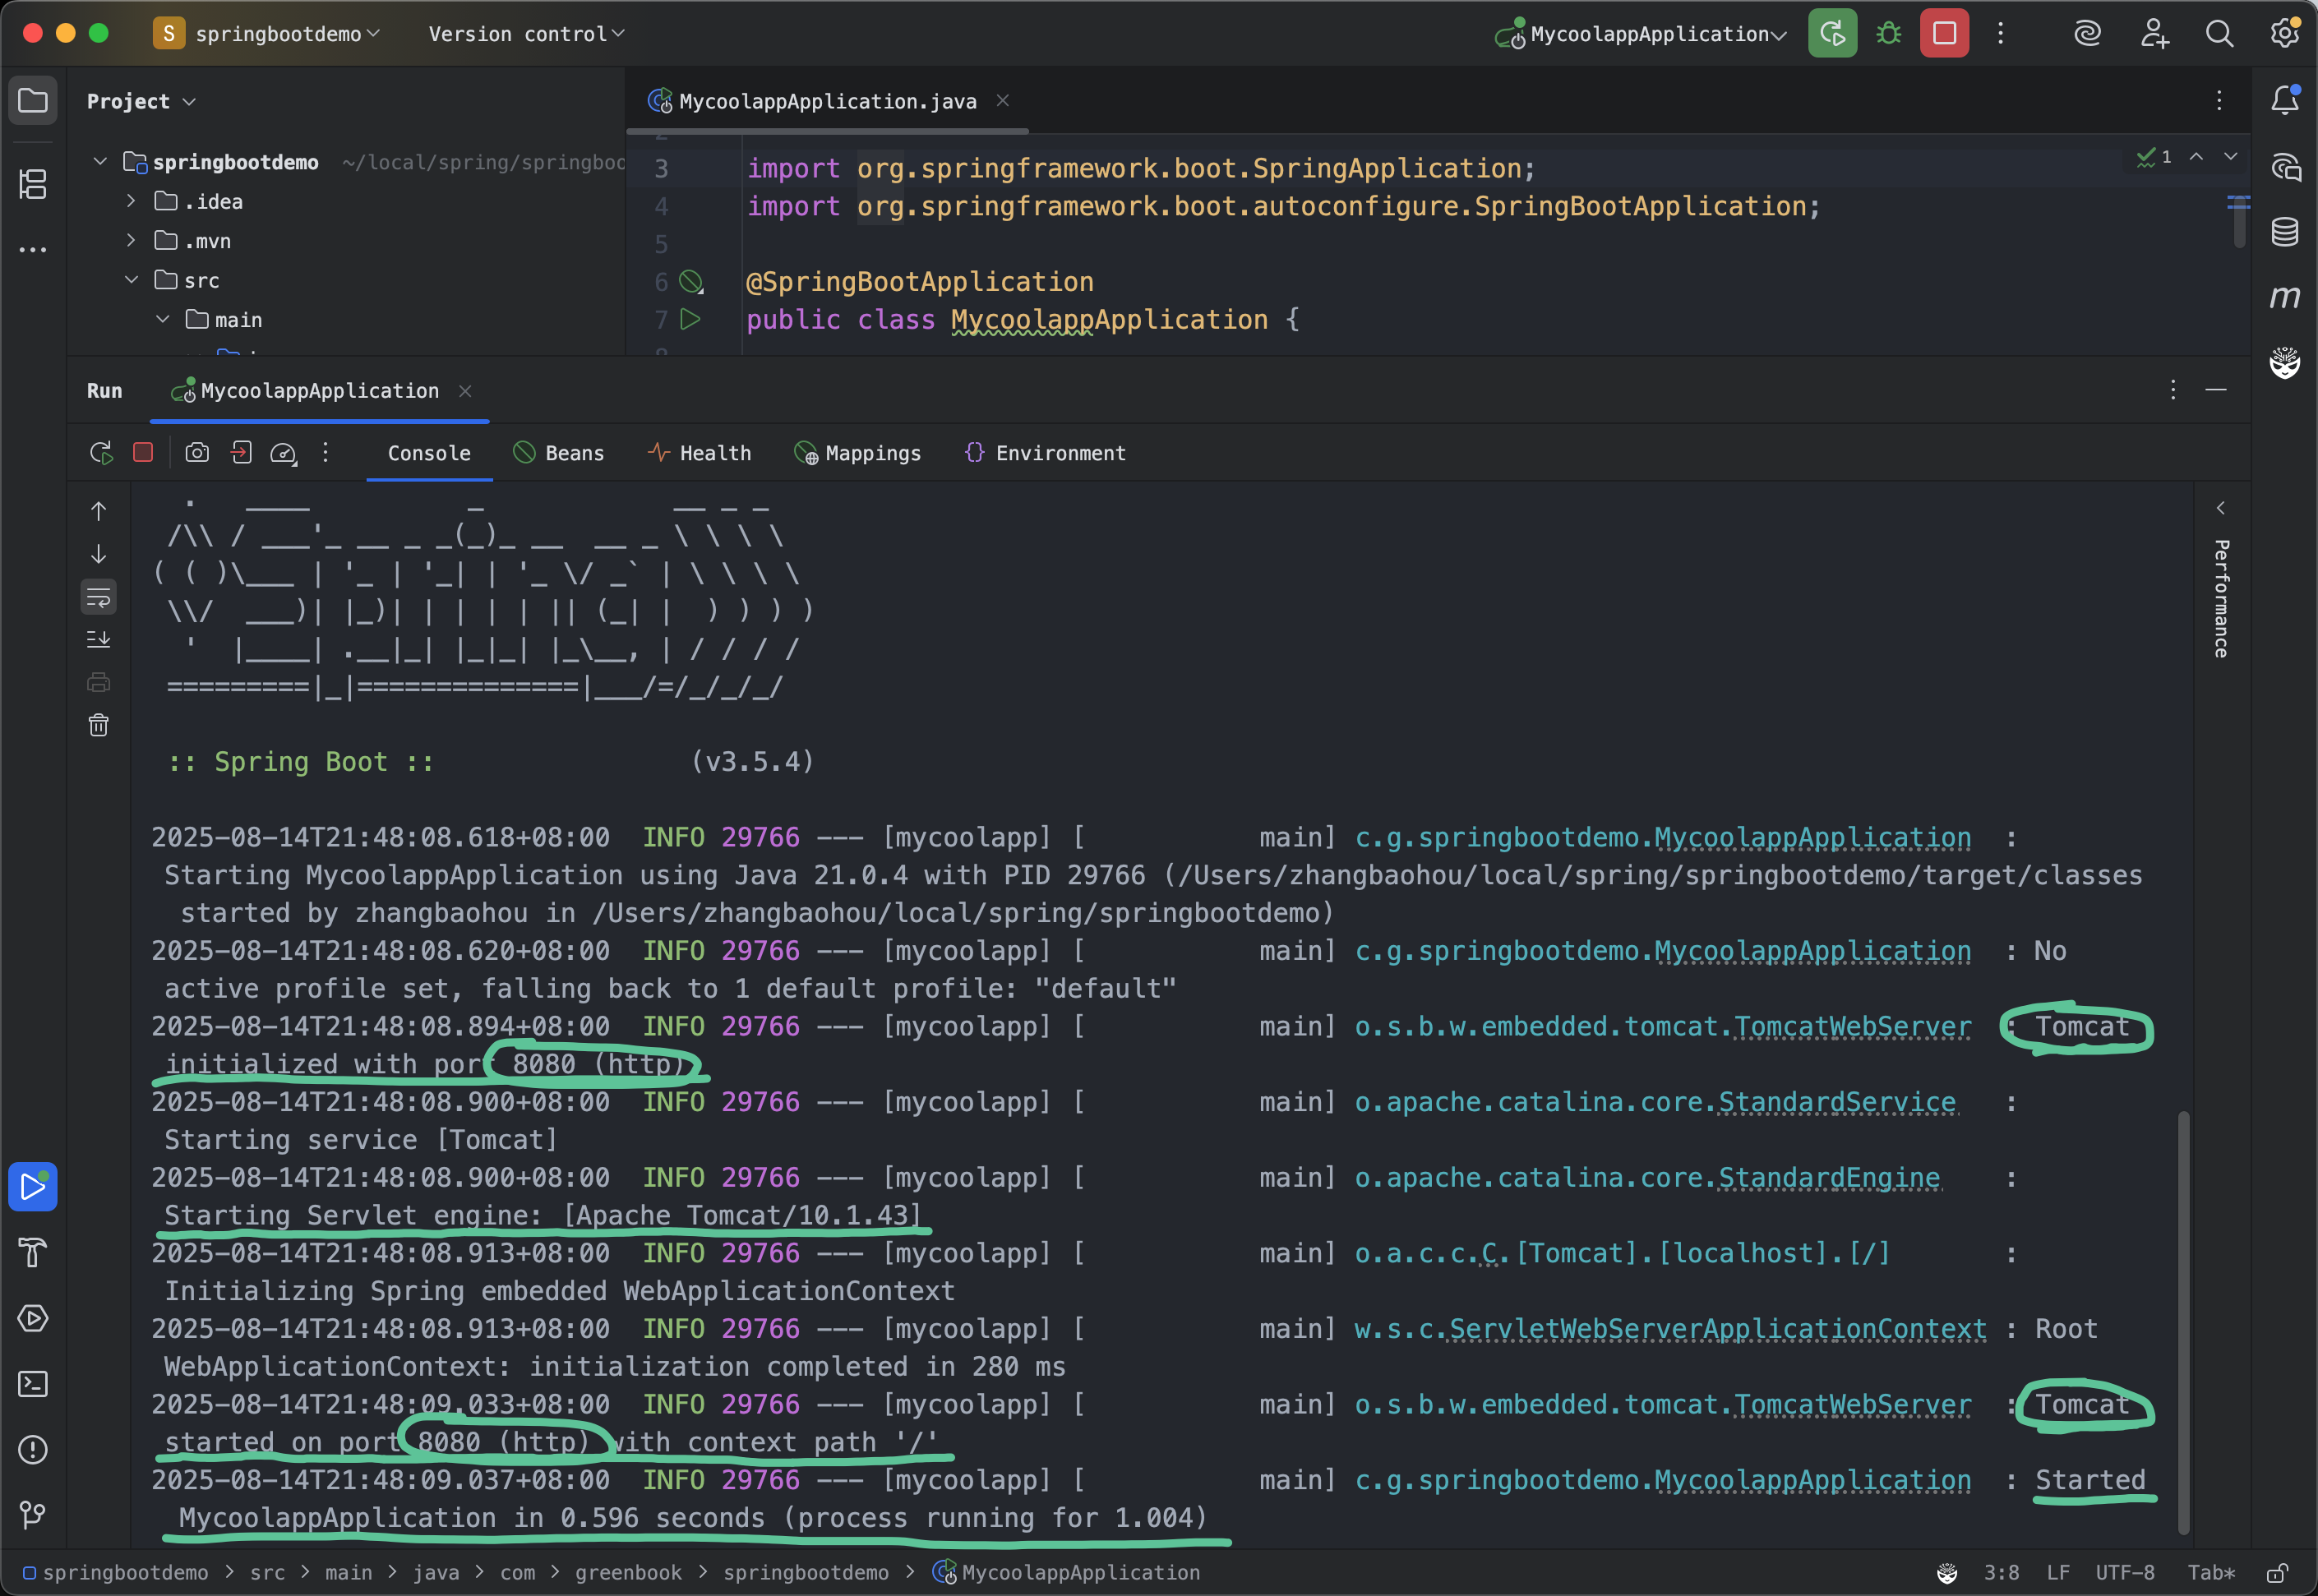 S springbootdemo Version control MycoolappApplication
Project
MycoolappApplication.java
springbootdemo ~/local/spring/springboo
.idea
.mvn
src
main
3 import org.springframework.boot.SpringApplication;
4 import org.springframework.boot.autoconfigure.SpringBootApplication;
5
6 @SpringBootApplication
7 public class MycoolappApplication {
1
m
Run MycoolappApplication
Console Beans Health Mappings Environment
Performance
  .   ____          _            __ _ _
 /\\ / ___'_ __ _ _(_)_ __  __ _ \ \ \ \
( ( )\___ | '_ | '_| | '_ \/ _` | \ \ \ \
 \\/  ___)| |_)| | | | | || (_| |  ) ) ) )
  '  |____| .__|_| |_|_| |_\__, | / / / /
 =========|_|==============|___/=/_/_/_/
:: Spring Boot :: (v3.5.4)
2025-08-14T21:48:08.618+08:00 INFO 29766 --- [mycoolapp] [ main] c.g.springbootdemo.MycoolappApplication :
Starting MycoolappApplication using Java 21.0.4 with PID 29766 (/Users/zhangbaohou/local/spring/springbootdemo/target/classes
started by zhangbaohou in /Users/zhangbaohou/local/spring/springbootdemo)
2025-08-14T21:48:08.620+08:00 INFO 29766 --- [mycoolapp] [ main] c.g.springbootdemo.MycoolappApplication : No
active profile set, falling back to 1 default profile: "default"
2025-08-14T21:48:08.894+08:00 INFO 29766 --- [mycoolapp] [ main] o.s.b.w.embedded.tomcat.TomcatWebServer : Tomcat
initialized with port 8080 (http)
2025-08-14T21:48:08.900+08:00 INFO 29766 --- [mycoolapp] [ main] o.apache.catalina.core.StandardService :
Starting service [Tomcat]
2025-08-14T21:48:08.900+08:00 INFO 29766 --- [mycoolapp] [ main] o.apache.catalina.core.StandardEngine :
Starting Servlet engine: [Apache Tomcat/10.1.43]
2025-08-14T21:48:08.913+08:00 INFO 29766 --- [mycoolapp] [ main] o.a.c.c.C.[Tomcat].[localhost].[/] :
Initializing Spring embedded WebApplicationContext
2025-08-14T21:48:08.913+08:00 INFO 29766 --- [mycoolapp] [ main] w.s.c.ServletWebServerApplicationContext : Root
WebApplicationContext: initialization completed in 280 ms
2025-08-14T21:48:09.033+08:00 INFO 29766 --- [mycoolapp] [ main] o.s.b.w.embedded.tomcat.TomcatWebServer : Tomcat
started on port 8080 (http) with context path '/'
2025-08-14T21:48:09.037+08:00 INFO 29766 --- [mycoolapp] [ main] c.g.springbootdemo.MycoolappApplication : Started
MycoolappApplication in 0.596 seconds (process running for 1.004)
springbootdemo > src > main > java > com > greenbook > springbootdemo > MycoolappApplication 3:8 LF UTF-8 Tab*